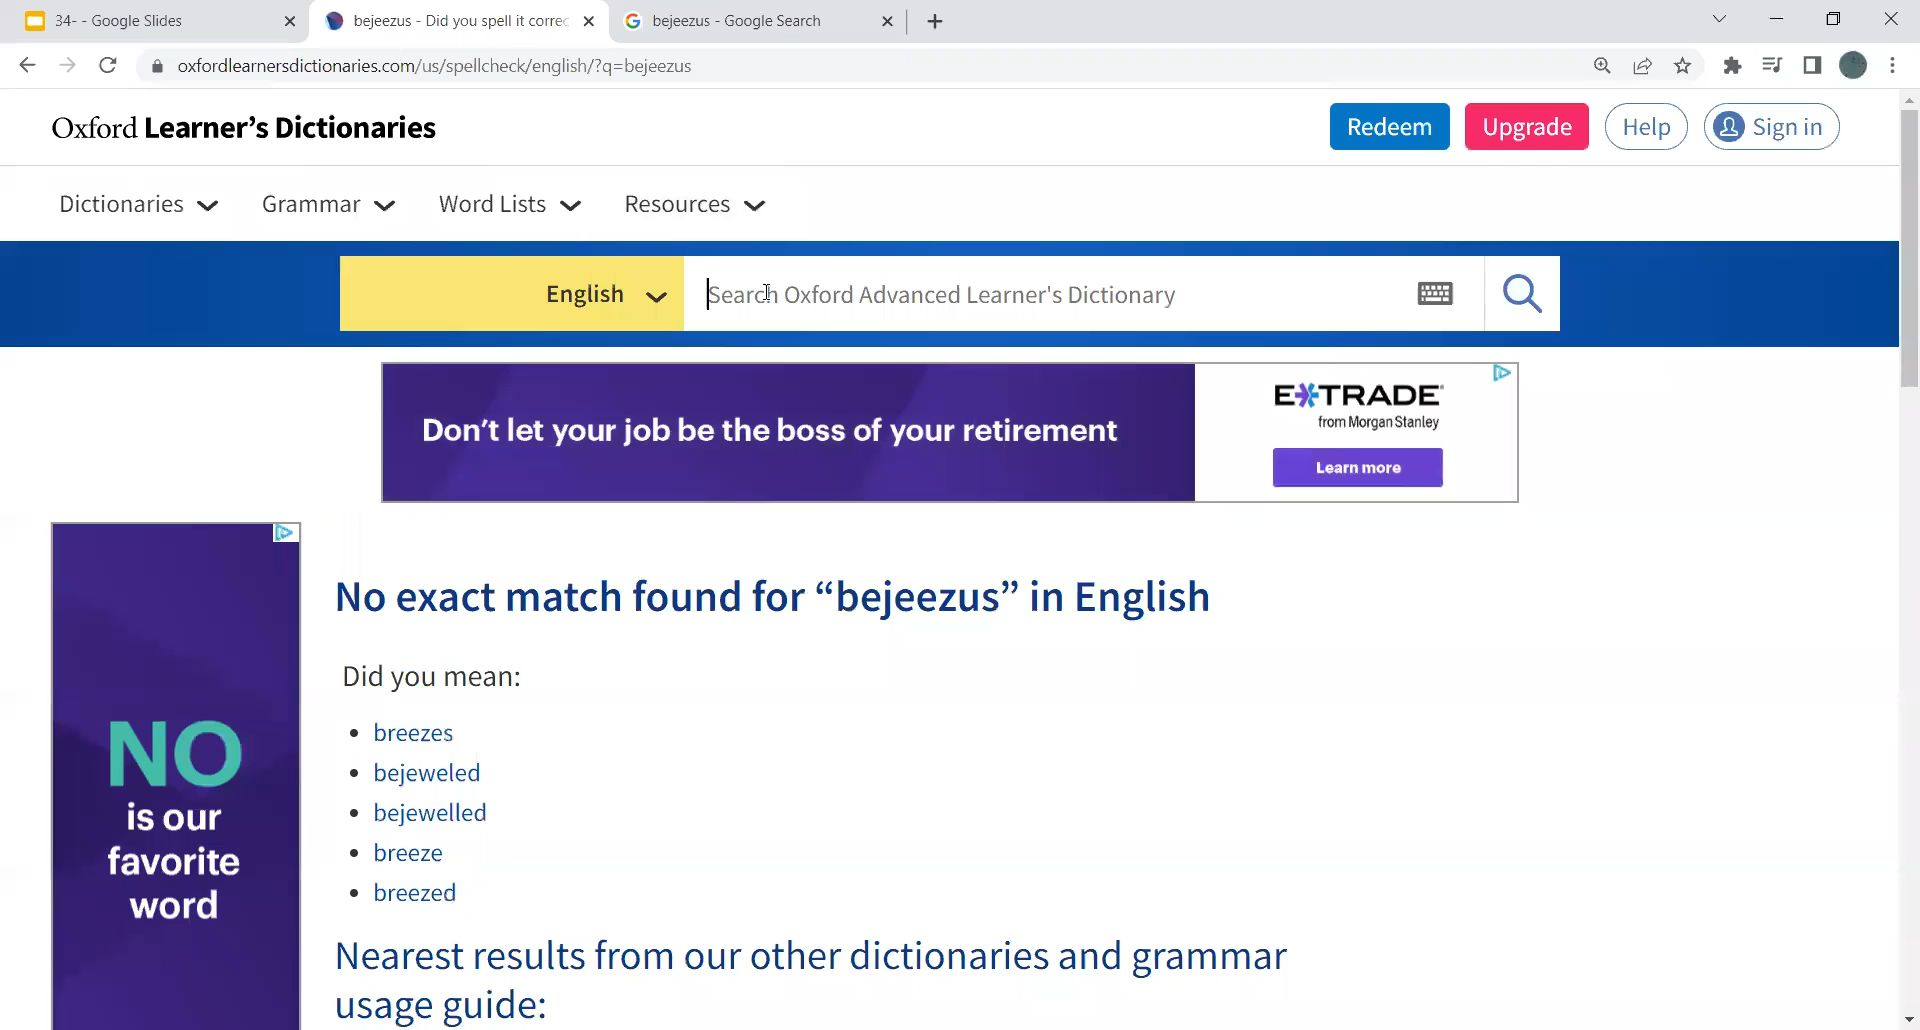 34- - Google Slides
bejeezus - Did you spell it correc
bejeezus - Google Search
oxfordlearnersdictionaries.com/us/spellcheck/english/?q=bejeezus
Oxford Learner's Dictionaries
Redeem
Upgrade
Help
Sign in
Dictionaries
Grammar
Word Lists
Resources
English
Search Oxford Advanced Learner's Dictionary
Don't let your job be the boss of your retirement
E*TRADE
from Morgan Stanley
Learn more
NO
is our
favorite
word
No exact match found for “bejeezus” in English
Did you mean:
• breezes
• bejeweled
• bejewelled
• breeze
• breezed
Nearest results from our other dictionaries and grammar
usage guide: